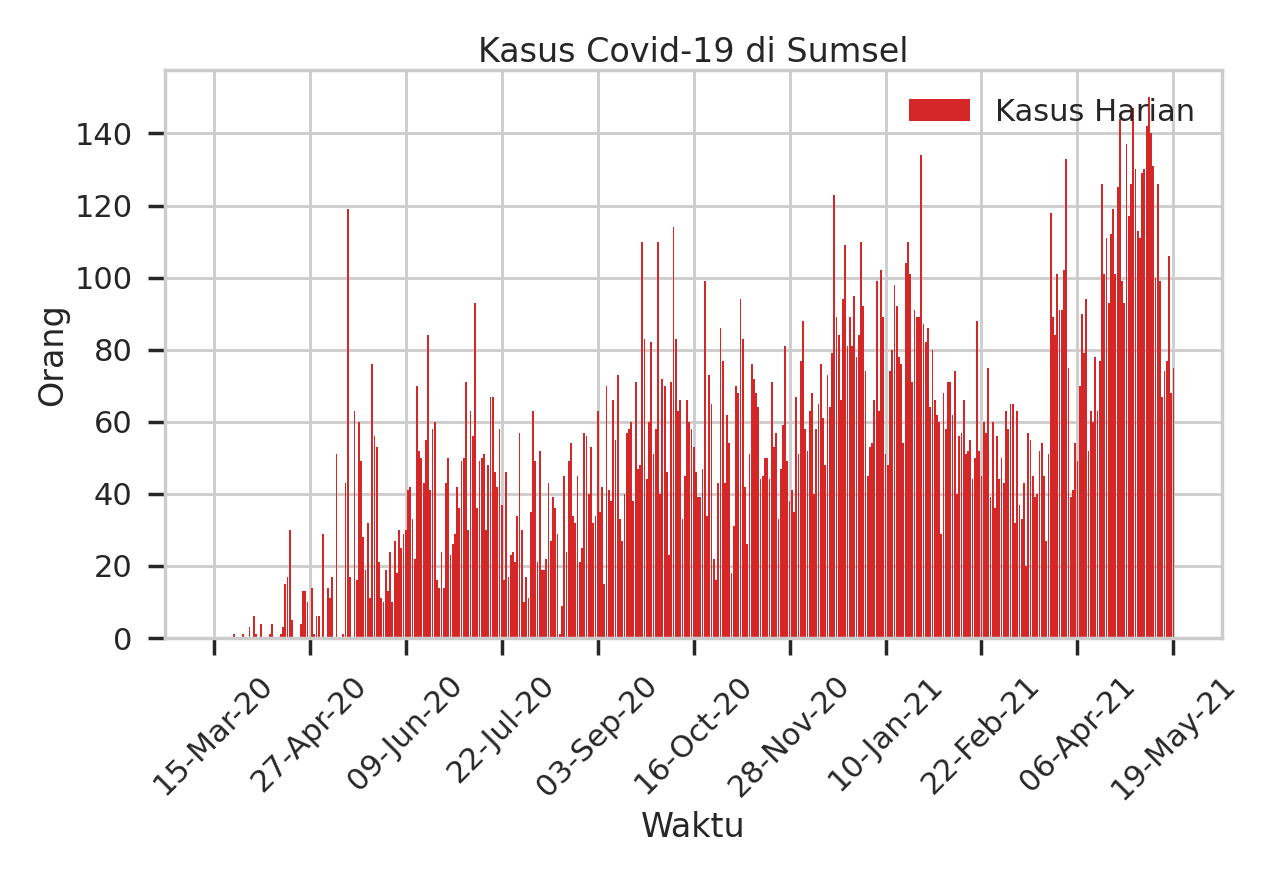 Kasus Covid-19 di Sumsel
Kasus Harian
Orang
140
120
100
80
60
40
20
0
15-Mar-20
27-Apr-20
09-Jun-20
22-Jul-20
03-Sep-20
16-Oct-20
28-Nov-20
10-Jan-21
22-Feb-21
06-Apr-21
19-May-21
Waktu